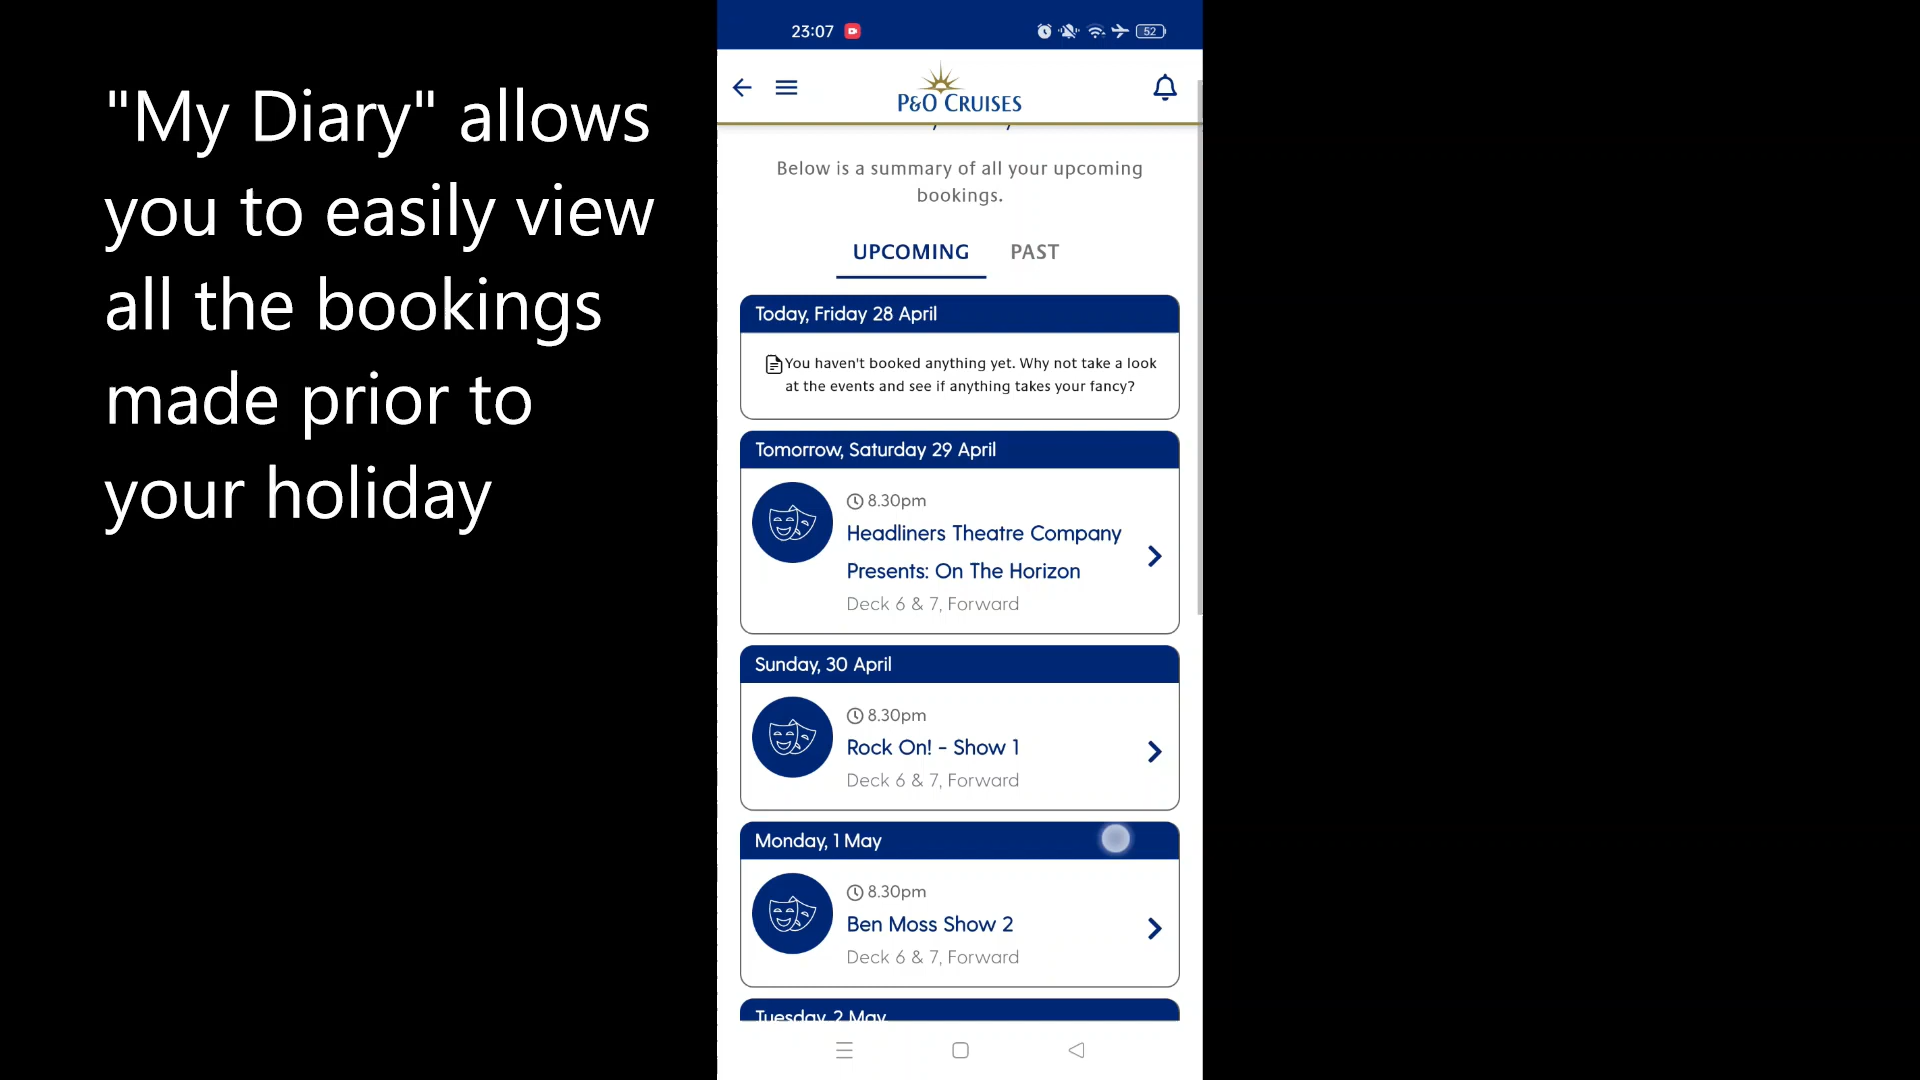 "My Diary" allows
you to easily view
all the bookings
made prior to
your holiday
23:07
52
P&O CRUISES
Below is a summary of all your upcoming
bookings.
UPCOMING PAST
Today, Friday 28 April
You haven't booked anything yet. Why not take a look
at the events and see if anything takes your fancy?
Tomorrow, Saturday 29 April
8.30pm
Headliners Theatre Company
Presents: On The Horizon
Deck 6 & 7, Forward
Sunday, 30 April
8.30pm
Rock On! - Show 1
Deck 6 & 7, Forward
Monday, 1 May
8.30pm
Ben Moss Show 2
Deck 6 & 7, Forward
Tuesday, 2 May